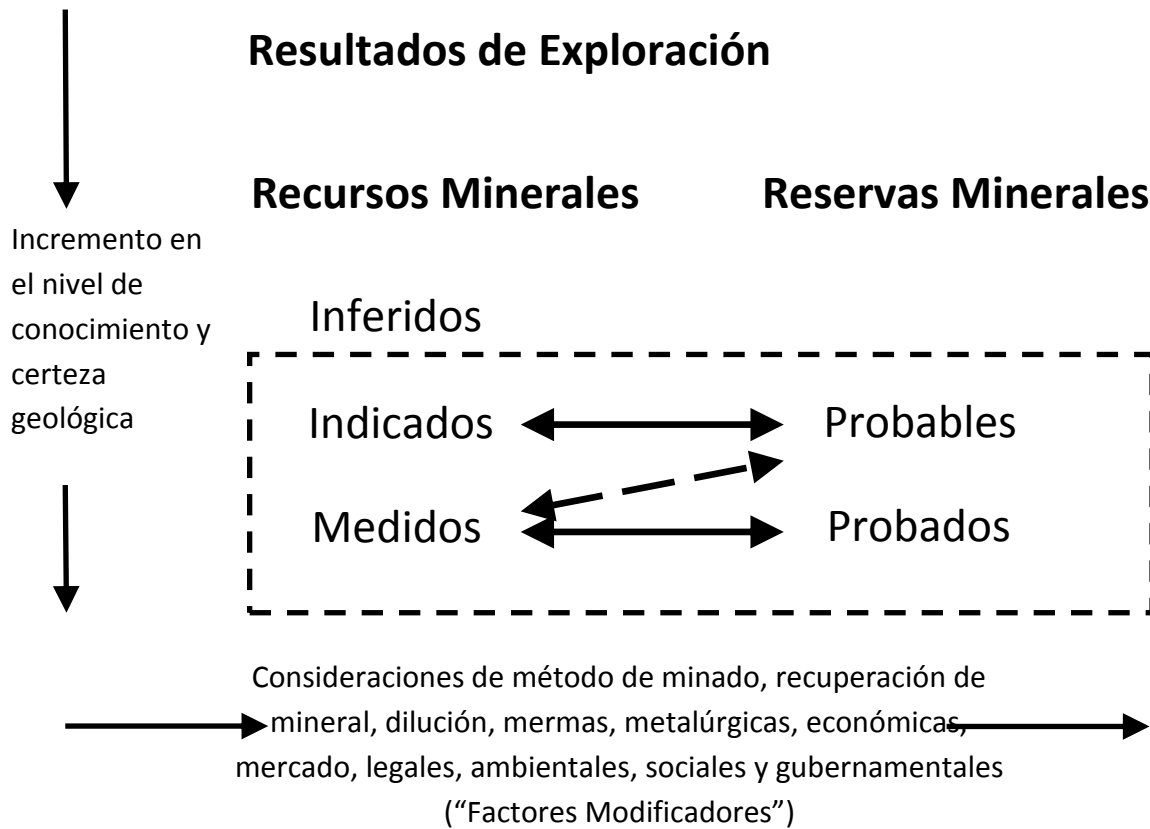 Resultados de Exploración
Recursos Minerales
Reservas Minerales
Incremento en
el nivel de
conocimiento y
certeza
geológica
Inferidos
Indicados
Probables
Medidos
Probados
Consideraciones de método de minado, recuperación de
mineral, dilución, mermas, metalúrgicas, económicas,
mercado, legales, ambientales, sociales y gubernamentales
(“Factores Modificadores”)